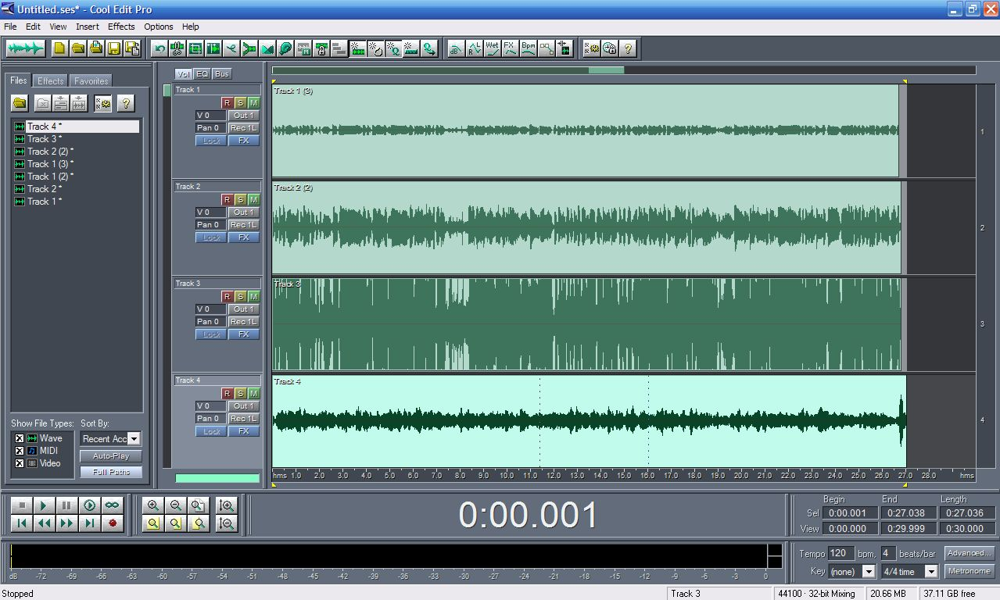 Untitled.ses* - Cool Edit Pro
File Edit View Insert Effects Options Help
Files Effects Favorites
Track 4 *
Track 3 *
Track 2 (2) *
Track 1 (3) *
Track 1 (2) *
Track 2 *
Track 1 *
Show File Types: Sort By:
Wave Recent Acc
MIDI Auto-Play
Video Full Paths
Vol EQ Bus
Track 1
R S M
V 0 Out 1
Pan 0 Rec 1L
Lock FX
Track 2
R S M
V 0 Out 1
Pan 0 Rec 1L
Lock FX
Track 3
R S M
V 0 Out 1
Pan 0 Rec 1L
Lock FX
Track 4
R S M
V 0 Out 1
Pan 0 Rec 1L
Lock FX
dB Wet FX Bpm
Track 1 (3)
1
Track 2 (2)
2
Track 3
3
Track 4
4
hms 1.0 2.0 3.0 4.0 5.0 6.0 7.0 8.0 9.0 10.0 11.0 12.0 13.0 14.0 15.0 16.0 17.0 18.0 19.0 20.0 21.0 22.0 23.0 24.0 25.0 26.0 27.0 28.0 hms
0:00.001
Begin End Length
Sel 0:00.001 0:27.038 0:27.036
View 0:00.000 0:29.999 0:30.000
dB -72 -69 -66 -63 -60 -57 -54 -51 -48 -45 -42 -39 -36 -33 -30 -27 -24 -21 -18 -15 -12 -9 -6 -3 0
Tempo 120 bpm, 4 beats/bar Advanced...
Key (none) 4/4 time Metronome
Stopped
Track 3 44100 · 32-bit Mixing 20.66 MB 37.11 GB free